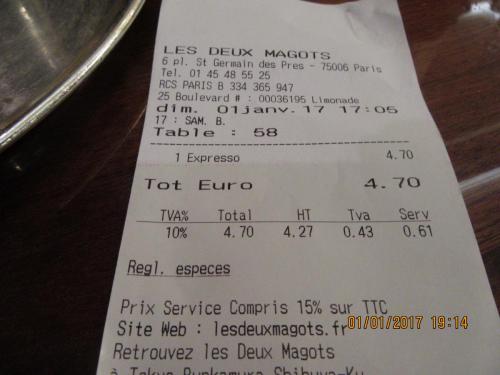 LES DEUX MAGOTS
6 pl. St Germain des Pres - 75006 Paris
Tel. 01 45 48 55 25
RCS PARIS B 334 365 947
25 Boulevard # : 00036195 Limonade
dim. 01janv.17 17:05
17 : SAM. B.
Table : 58
1 Expresso 4.70
Tot Euro 4.70
TVA% Total HT Tva Serv
10% 4.70 4.27 0.43 0.61
Regl. especes
Prix Service Compris 15% sur TTC
Site Web : lesdeuxmagots.fr
01/01/2017 19:14
Retrouvez les Deux Magots
à Tokyo Bunkamura Shibuya-Ku